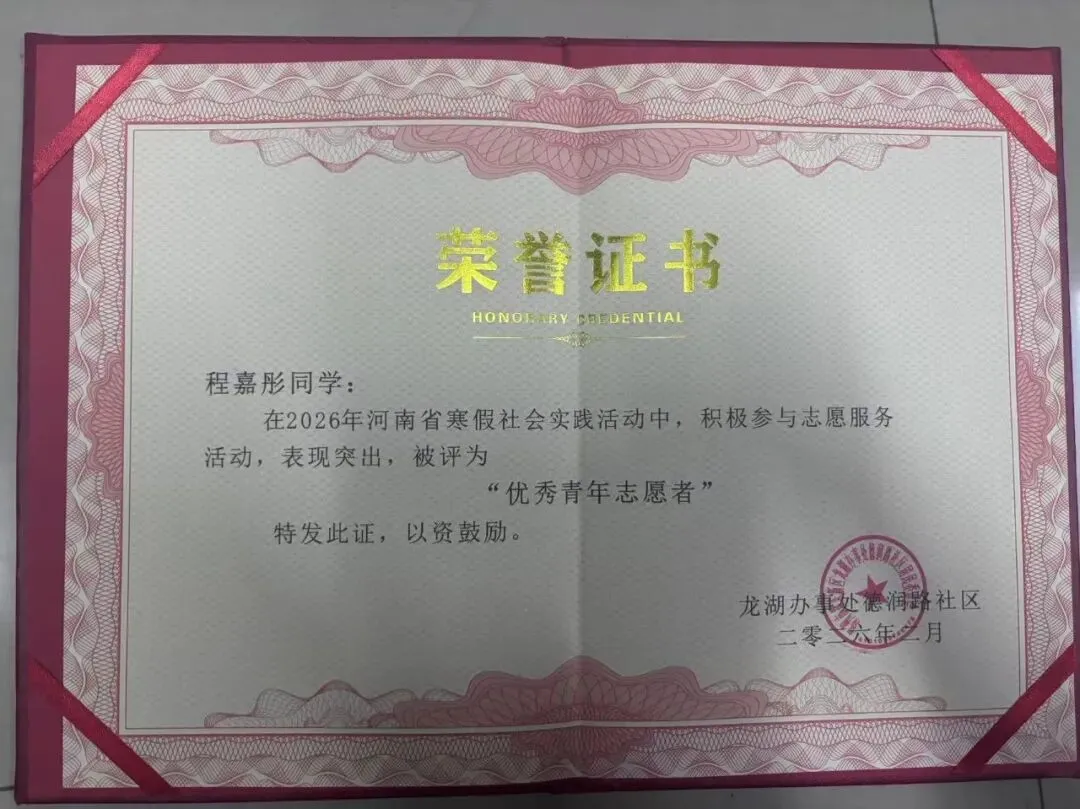 荣誉证书
HONORARY CREDENTIAL
程嘉彤同学：
在2026年河南省寒假社会实践活动中，积极参与志愿服务
活动，表现突出，被评为
“优秀青年志愿者”
特发此证，以资鼓励。
龙湖办事处德润路社区
二零二六年二月